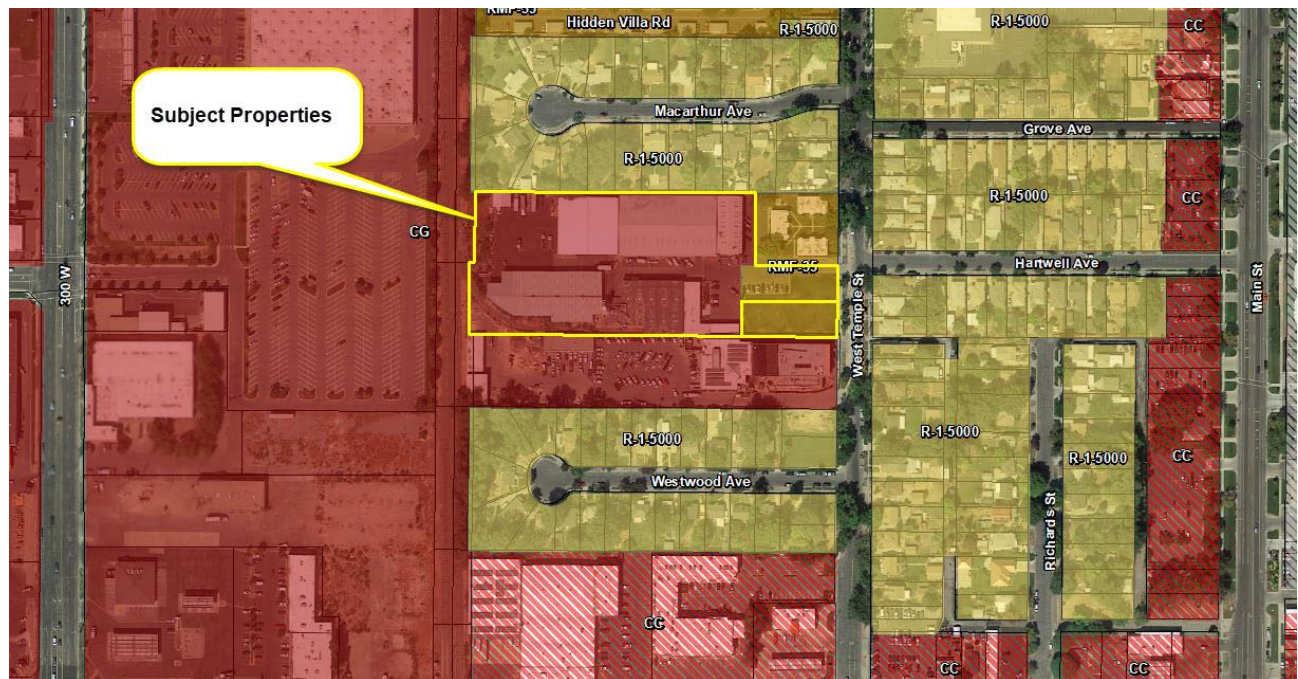 RMF-35
Hidden Villa Rd
R-1-5000
R-1-5000
CC
Subject Properties
Macarthur Ave
Grove Ave
R-1-5000
R-1-5000
CC
CG
300 W
RMF-35
Hartwell Ave
West Temple St
Main St
R-1-5000
R-1-5000
R-1-5000
CC
Westwood Ave
Richards St
CC
CC
CC